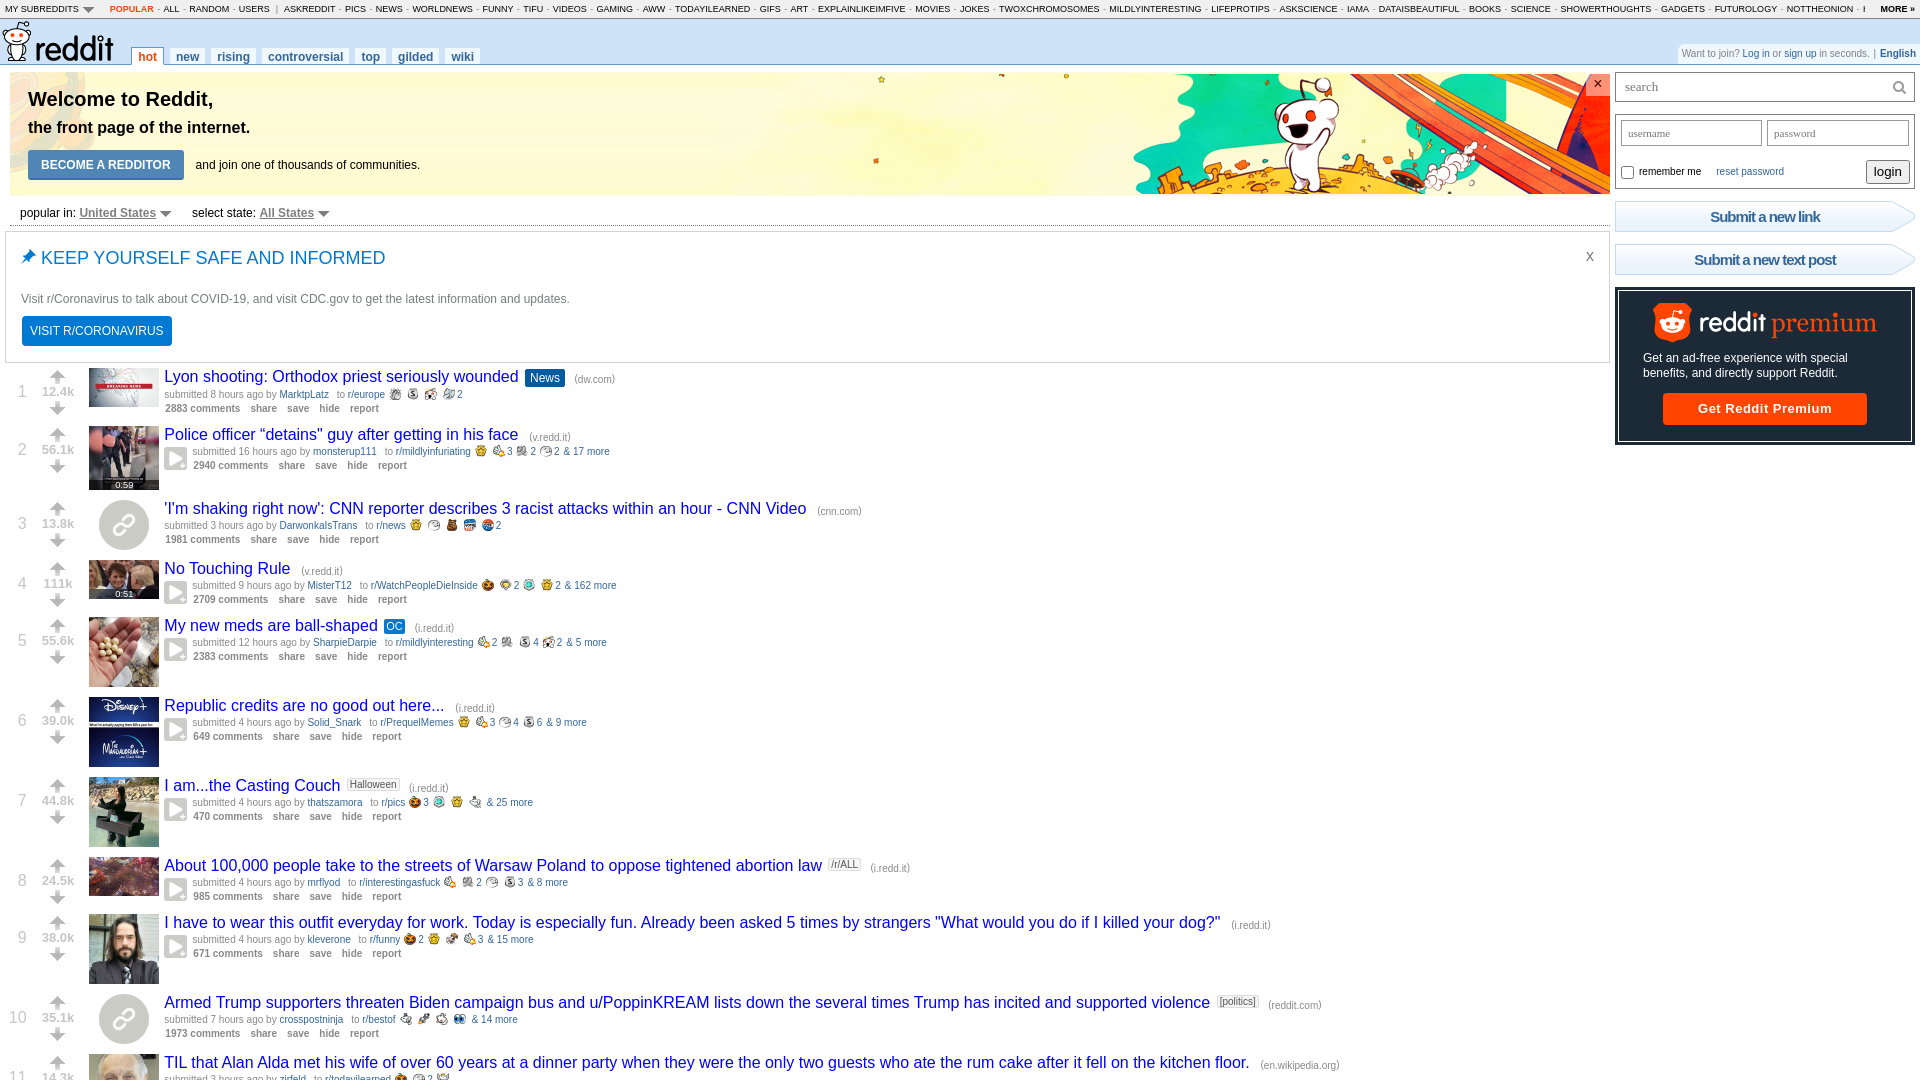 MY SUBREDDITS POPULAR - ALL - RANDOM - USERS | ASKREDDIT - PICS - NEWS - WORLDNEWS - FUNNY - TIFU - VIDEOS - GAMING - AWW - TODAYILEARNED - GIFS - ART - EXPLAINLIKEIMFIVE - MOVIES - JOKES - TWOXCHROMOSOMES - MILDLYINTERESTING - LIFEPROTIPS - ASKSCIENCE - IAMA - DATAISBEAUTIFUL - BOOKS - SCIENCE - SHOWERTHOUGHTS - GADGETS - FUTUROLOGY - NOTTHEONION - MORE »
reddit hot new rising controversial top gilded wiki
Want to join? Log in or sign up in seconds. | English
Welcome to Reddit,
the front page of the internet.
BECOME A REDDITOR and join one of thousands of communities.
×
search
username password
remember me reset password login
popular in: United States select state: All States
Submit a new link
Submit a new text post
KEEP YOURSELF SAFE AND INFORMED
x
Visit r/Coronavirus to talk about COVID-19, and visit CDC.gov to get the latest information and updates.
VISIT R/CORONAVIRUS
reddit premium
Get an ad-free experience with special
benefits, and directly support Reddit.
Get Reddit Premium
1 12.4k BREAKING NEWS Lyon shooting: Orthodox priest seriously wounded News (dw.com)
submitted 8 hours ago by MarktpLatz to r/europe 2
2883 comments share save hide report
2 56.1k 0:59 Police officer “detains" guy after getting in his face (v.redd.it)
submitted 16 hours ago by monsterup111 to r/mildlyinfuriating 3 2 2 & 17 more
2940 comments share save hide report
3 13.8k 'I'm shaking right now': CNN reporter describes 3 racist attacks within an hour - CNN Video (cnn.com)
submitted 3 hours ago by DarwonkaIsTrans to r/news 2
1981 comments share save hide report
4 111k 0:51 No Touching Rule (v.redd.it)
submitted 9 hours ago by MisterT12 to r/WatchPeopleDieInside 2 2 & 162 more
2709 comments share save hide report
5 55.6k My new meds are ball-shaped OC (i.redd.it)
submitted 12 hours ago by SharpieDarpie to r/mildlyinteresting 2 4 2 & 5 more
2383 comments share save hide report
6 39.0k Disney+ Republic credits are no good out here... (i.redd.it)
submitted 4 hours ago by Solid_Snark to r/PrequelMemes 3 4 6 & 9 more
649 comments share save hide report
7 44.8k I am...the Casting Couch Halloween (i.redd.it)
submitted 4 hours ago by thatszamora to r/pics 3 & 25 more
470 comments share save hide report
8 24.5k About 100,000 people take to the streets of Warsaw Poland to oppose tightened abortion law /r/ALL (i.redd.it)
submitted 4 hours ago by mrflyod to r/interestingasfuck 2 3 & 8 more
985 comments share save hide report
9 38.0k I have to wear this outfit everyday for work. Today is especially fun. Already been asked 5 times by strangers "What would you do if I killed your dog?" (i.redd.it)
submitted 4 hours ago by kleverone to r/funny 2 3 & 15 more
671 comments share save hide report
10 35.1k Armed Trump supporters threaten Biden campaign bus and u/PoppinKREAM lists down the several times Trump has incited and supported violence [politics] (reddit.com)
submitted 7 hours ago by crosspostninja to r/bestof & 14 more
1973 comments share save hide report
11 14.3k TIL that Alan Alda met his wife of over 60 years at a dinner party when they were the only two guests who ate the rum cake after it fell on the kitchen floor. (en.wikipedia.org)
submitted 3 hours ago by zirfeld to r/todayilearned 2